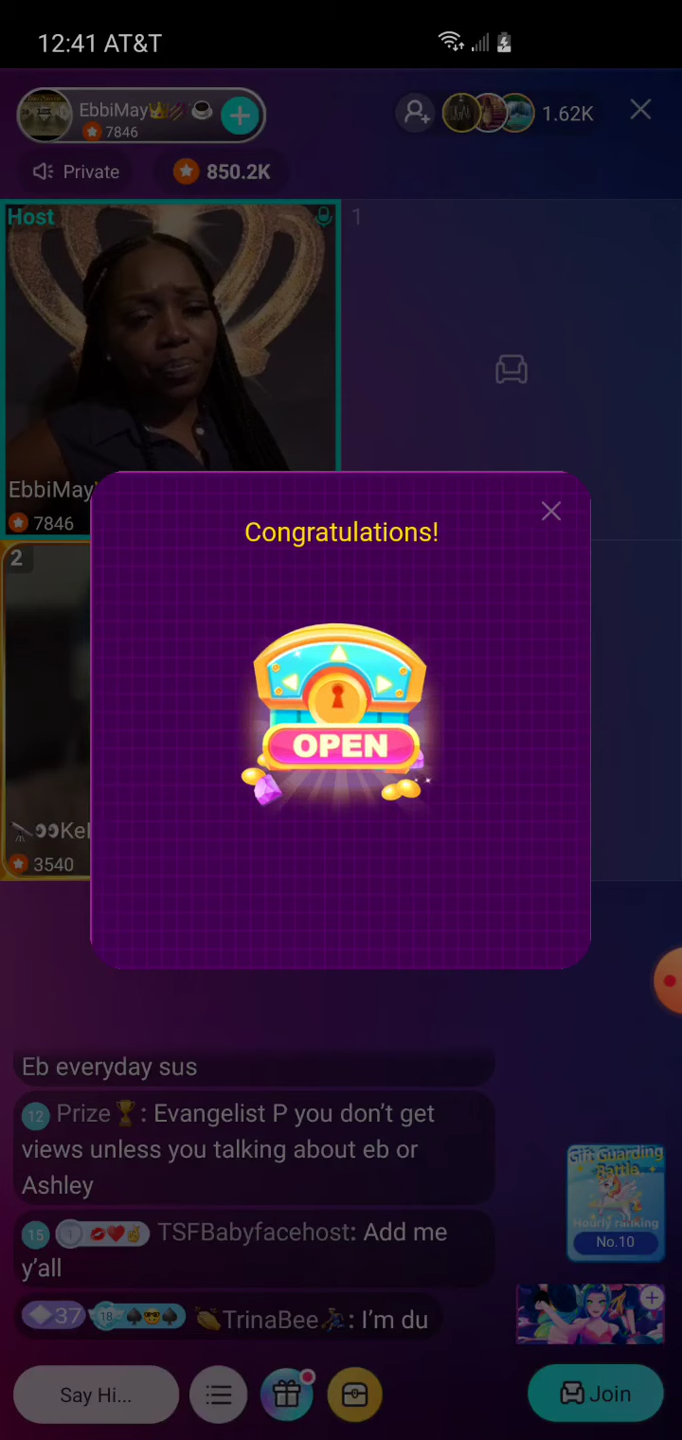 12:41 AT&T
EbbiMay👑💅🏾☕
7846
1.62K
Private
850.2K
Host
1
EbbiMay
7846
Congratulations!
2
OPEN
3540
Eb everyday sus
12 Prize🏆: Evangelist P you don’t get
views unless you talking about eb or
Ashley
15 1 💋❤️✌️ TSFBabyfacehost: Add me
y’all
37 18 ♠️😎♠️ 👏TrinaBee: I’m du
Gift Guarding
Battle
Hourly ranking
No.10
Say Hi...
Join